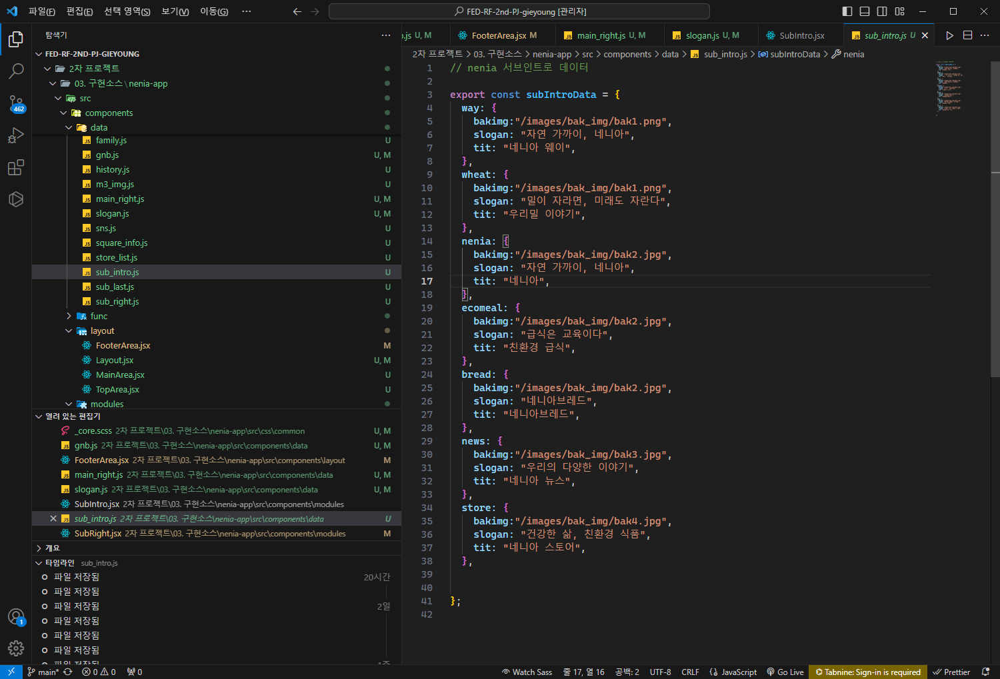 파일(F) 편집(E) 선택 영역(S) 보기(V) 이동(G) ··· FED-RF-2nd-PJ-gieyoung [관리자]
탐색기
FED-RF-2ND-PJ-GIEYOUNG
2차 프로젝트
03. 구현소스\nenia-app
src
components
data
family.js U
gnb.js U, M
history.js U
m3_img.js U
main_right.js U, M
slogan.js U, M
sns.js U
square_info.js U
store_list.js U
sub_intro.js U
sub_last.js U
sub_right.js U
func
layout
FooterArea.jsx M
Layout.jsx U, M
MainArea.jsx U
TopArea.jsx U
modules
열려 있는 편집기
_core.scss 2차 프로젝트\03. 구현소스\nenia-app\src\css\common U, M
gnb.js 2차 프로젝트\03. 구현소스\nenia-app\src\components\data U, M
FooterArea.jsx 2차 프로젝트\03. 구현소스\nenia-app\src\components\layout M
main_right.js 2차 프로젝트\03. 구현소스\nenia-app\src\components\data U, M
slogan.js 2차 프로젝트\03. 구현소스\nenia-app\src\components\data U, M
SubIntro.jsx 2차 프로젝트\03. 구현소스\nenia-app\src\components\modules
sub_intro.js 2차 프로젝트\03. 구현소스\nenia-app\src\components\data U
SubRight.jsx 2차 프로젝트\03. 구현소스\nenia-app\src\components\modules M
개요
타임라인 sub_intro.js
파일 저장됨 20시간
파일 저장됨
파일 저장됨 2일
파일 저장됨
파일 저장됨
파일 저장됨
462
1
o.js U, M FooterArea.jsx M main_right.js U, M slogan.js U, M SubIntro.jsx sub_intro.js U
2차 프로젝트 > 03. 구현소스 > nenia-app > src > components > data > sub_intro.js > subIntroData > nenia
1 // nenia 서브인트로 데이터
2
3 export const subIntroData = {
4 way: {
5 bakimg:"/images/bak_img/bak1.png",
6 slogan: "자연 가까이, 네니아",
7 tit: "네니아 웨이",
8 },
9 wheat: {
10 bakimg:"/images/bak_img/bak1.png",
11 slogan: "밀이 자라면, 미래도 자란다",
12 tit: "우리밀 이야기",
13 },
14 nenia: {
15 bakimg:"/images/bak_img/bak2.jpg",
16 slogan: "자연 가까이, 네니아",
17 tit: "네니아",
18 },
19 ecomeal: {
20 bakimg:"/images/bak_img/bak2.jpg",
21 slogan: "급식은 교육이다",
22 tit: "친환경 급식",
23 },
24 bread: {
25 bakimg:"/images/bak_img/bak2.jpg",
26 slogan: "네니아브레드",
27 tit: "네니아브레드",
28 },
29 news: {
30 bakimg:"/images/bak_img/bak3.jpg",
31 slogan: "우리의 다양한 이야기",
32 tit: "네니아 뉴스",
33 },
34 store: {
35 bakimg:"/images/bak_img/bak4.jpg",
36 slogan: "건강한 삶, 친환경 식품",
37 tit: "네니아 스토어",
38 },
39
40
41 };
42
main* 0 0 0 Watch Sass 줄 17, 열 16 공백: 2 UTF-8 CRLF JavaScript Go Live Tabnine: Sign-in is required Prettier